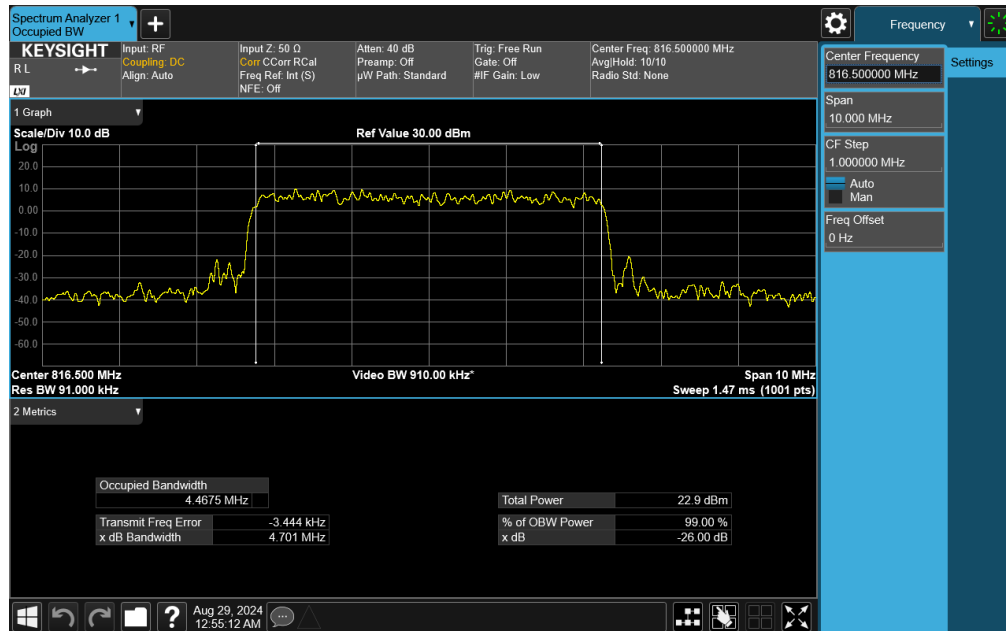 Spectrum Analyzer 1
Occupied BW
Frequency
KEYSIGHT
R L
LXI
Input: RF
Coupling: DC
Align: Auto
Input Z: 50 Ω
Corr CCorr RCal
Freq Ref: Int (S)
NFE: Off
Atten: 40 dB
Preamp: Off
µW Path: Standard
Trig: Free Run
Gate: Off
#IF Gain: Low
Center Freq: 816.500000 MHz
Avg|Hold: 10/10
Radio Std: None
Center Frequency
816.500000 MHz
Settings
Span
10.000 MHz
CF Step
1.000000 MHz
Auto
Man
Freq Offset
0 Hz
1 Graph
Scale/Div 10.0 dB
Ref Value 30.00 dBm
Log
20.0
10.0
0.00
-10.0
-20.0
-30.0
-40.0
-50.0
-60.0
Center 816.500 MHz
Video BW 910.00 kHz*
Span 10 MHz
Res BW 91.000 kHz
Sweep 1.47 ms (1001 pts)
2 Metrics
Occupied Bandwidth
4.4675 MHz
Total Power 22.9 dBm
Transmit Freq Error -3.444 kHz
% of OBW Power 99.00 %
x dB Bandwidth 4.701 MHz
x dB -26.00 dB
?
Aug 29, 2024
12:55:12 AM